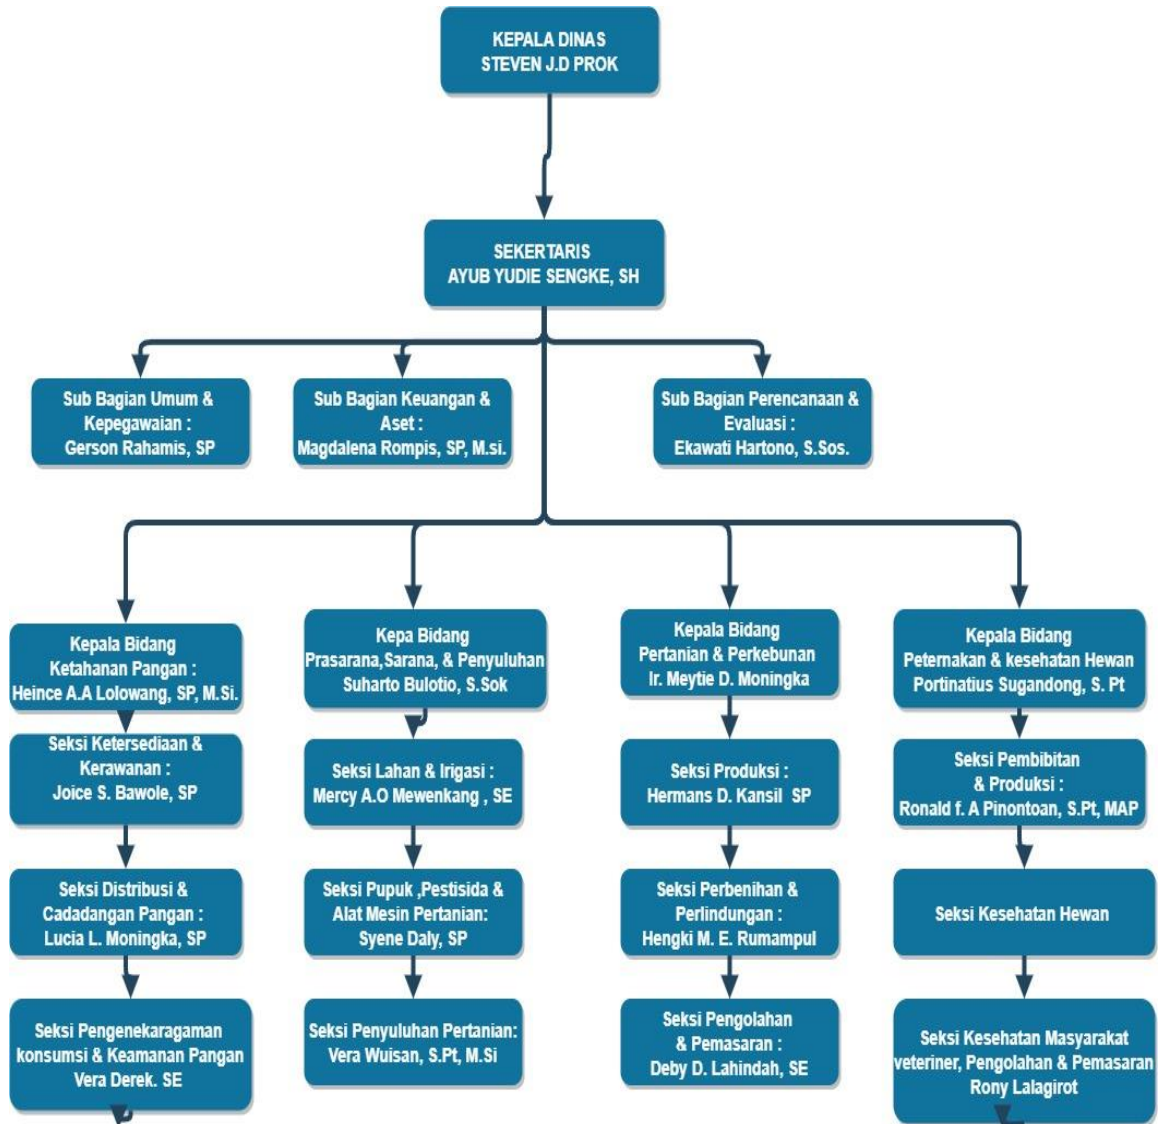 KEPALA DINAS
STEVEN J.D PROK
SEKERTARIS
AYUB YUDIE SENGKE, SH
Sub Bagian Umum &
Kepegawaian :
Gerson Rahamis, SP
Sub Bagian Keuangan &
Aset :
Magdalena Rompis, SP, M.si.
Sub Bagian Perencanaan &
Evaluasi :
Ekawati Hartono, S.Sos.
Kepala Bidang
Ketahanan Pangan :
Heince A.A Lolowang, SP, M.Si.
Kepa Bidang
Prasarana,Sarana, & Penyuluhan
Suharto Bulotio, S.Sok
Kepala Bidang
Pertanian & Perkebunan
Ir. Meytie D. Moningka
Kepala Bidang
Peternakan & kesehatan Hewan
Portinatius Sugandong, S. Pt
Seksi Ketersediaan &
Kerawanan :
Joice S. Bawole, SP
Seksi Lahan & Irigasi :
Mercy A.O Mewenkang , SE
Seksi Produksi :
Hermans D. Kansil SP
Seksi Pembibitan
& Produksi :
Ronald f. A Pinontoan, S.Pt, MAP
Seksi Distribusi &
Cadadangan Pangan :
Lucia L. Moningka, SP
Seksi Pupuk ,Pestisida &
Alat Mesin Pertanian:
Syene Daly, SP
Seksi Perbenihan &
Perlindungan :
Hengki M. E. Rumampul
Seksi Kesehatan Hewan
Seksi Pengenekaragaman
konsumsi & Keamanan Pangan
Vera Derek. SE
Seksi Penyuluhan Pertanian:
Vera Wuisan, S.Pt, M.Si
Seksi Pengolahan
& Pemasaran :
Deby D. Lahindah, SE
Seksi Kesehatan Masyarakat
veteriner, Pengolahan & Pemasaran
Rony Lalagirot